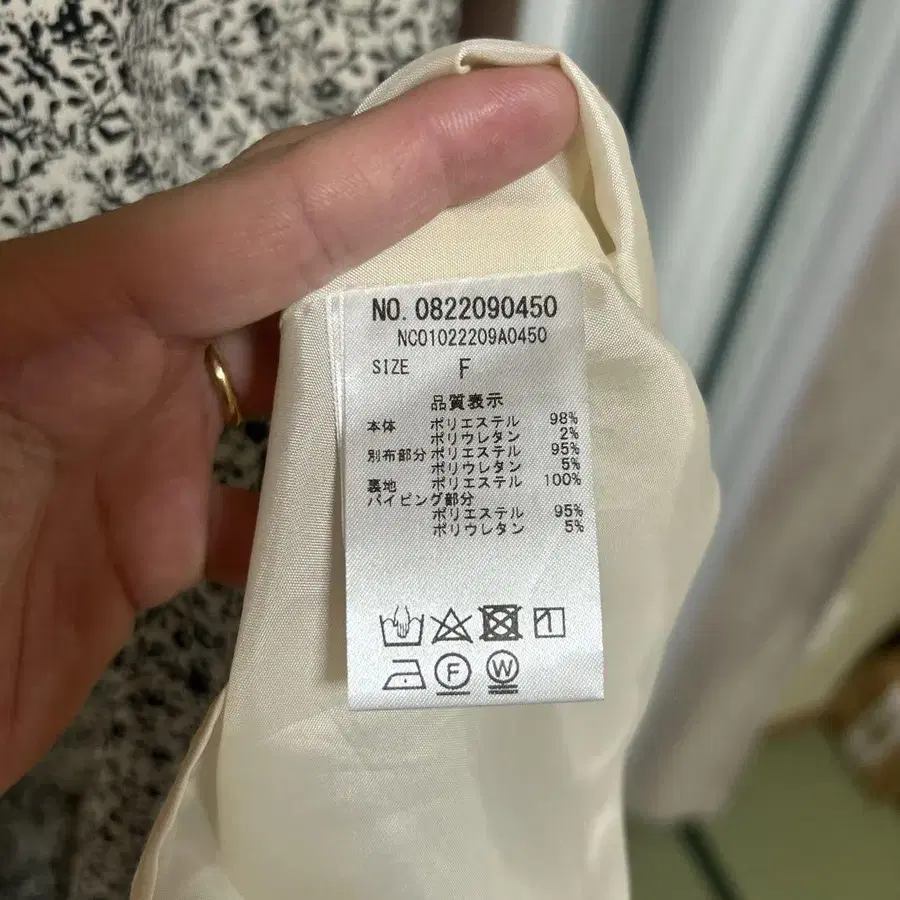 NO. 0822090450
NC01022209A0450
SIZE F
品質表示
本体 ポリエステル 98%
ポリウレタン 2%
別布部分 ポリエステル 95%
ポリウレタン 5%
裏地 ポリエステル 100%
パイピング部分
ポリエステル 95%
ポリウレタン 5%
F W